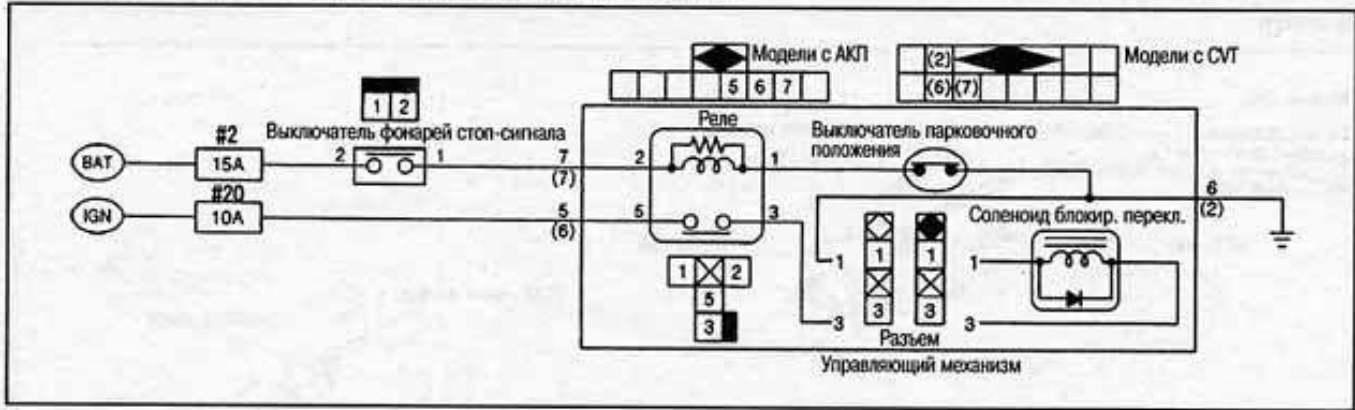 Модели с АКП
5 6 7
(2)
(6)(7)
Модели с CVT
1 2
#2
Выключатель фонарей стоп-сигнала
Реле
Выключатель парковочного положения
BAT
15A
2
1
7
(7)
2
1
#20
IGN
10A
5
(6)
5
3
6
(2)
Соленоид блокир. перекл.
1
2
5
3
1
3
1
3
1
3
1
3
Разъем
Управляющий механизм